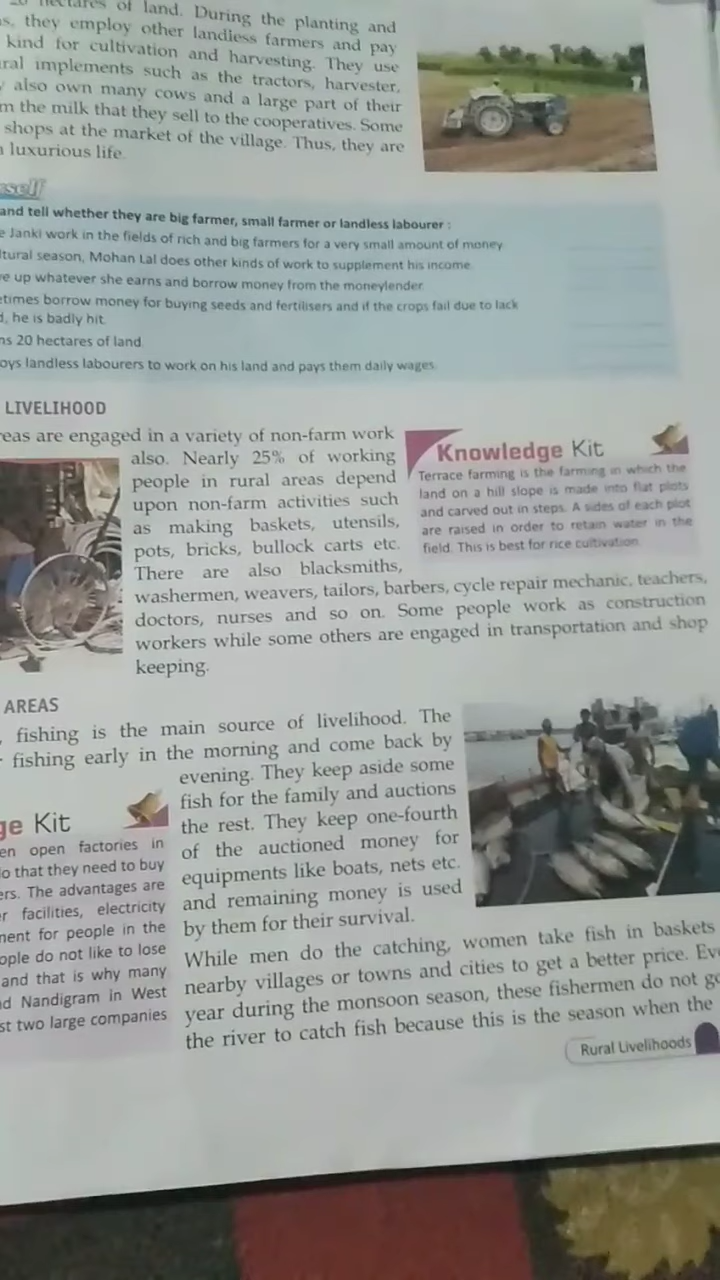 hectares of land. During the planting and
they employ other landless farmers and pay
kind for cultivation and harvesting. They use
implements such as the tractors, harvester,
also own many cows and a large part of their
the milk that they sell to the cooperatives. Some
shops at the market of the village. Thus, they are
luxurious life.
and tell whether they are big farmer, small farmer or landless labourer :
Janki work in the fields of rich and big farmers for a very small amount of money
season, Mohan Lal does other kinds of work to supplement his income.
up whatever she earns and borrow money from the moneylender.
borrow money for buying seeds and fertilisers and if the crops fail due to lack
he is badly hit.
20 hectares of land.
landless labourers to work on his land and pays them daily wages.
LIVELIHOOD
are engaged in a variety of non-farm work
also. Nearly 25% of working
people in rural areas depend
upon non-farm activities such
as making baskets, utensils,
pots, bricks, bullock carts etc.
There are also blacksmiths,
washermen, weavers, tailors, barbers, cycle repair mechanic, teachers,
doctors, nurses and so on. Some people work as construction
workers while some others are engaged in transportation and shop
keeping.
Knowledge Kit
Terrace farming is the farming in which the
land on a hill slope is made into flat plots
and carved out in steps. A sides of each plot
are raised in order to retain water in the
field. This is best for rice cultivation.
AREAS
, fishing is the main source of livelihood. The
fishing early in the morning and come back by
evening. They keep aside some
fish for the family and auctions
the rest. They keep one-fourth
of the auctioned money for
equipments like boats, nets etc.
and remaining money is used
by them for their survival.
While men do the catching, women take fish in baskets
nearby villages or towns and cities to get a better price.
year during the monsoon season, these fishermen do not
the river to catch fish because this is the season when the
Kit
open factories in
that they need to buy
The advantages are
facilities, electricity
for people in the
do not like to lose
and that is why many
Nandigram in West
two large companies
Rural Livelihoods